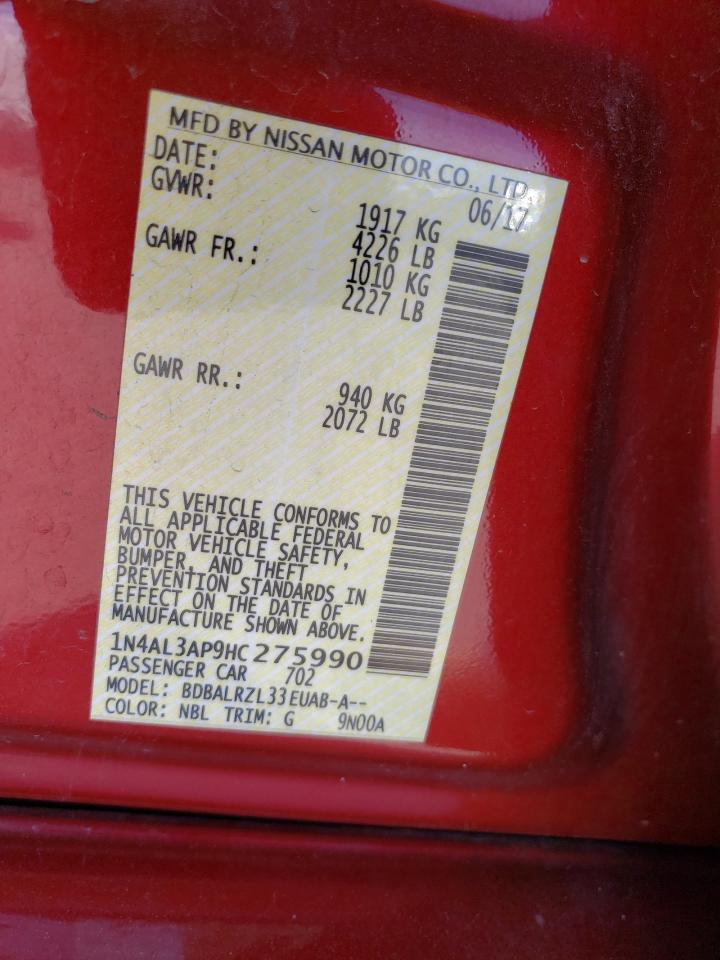 MFD BY NISSAN MOTOR CO., LTD.
DATE: 06/17
GVWR: 1917 KG
4226 LB
GAWR FR.: 1010 KG
2227 LB
GAWR RR.: 940 KG
2072 LB
THIS VEHICLE CONFORMS TO
ALL APPLICABLE FEDERAL
MOTOR VEHICLE SAFETY,
BUMPER, AND THEFT
PREVENTION STANDARDS IN
EFFECT ON THE DATE OF
MANUFACTURE SHOWN ABOVE.
1N4AL3AP9HC275990
PASSENGER CAR 702
MODEL: BDBALRZL33EUAB-A--
COLOR: NBL TRIM: G 9N00A